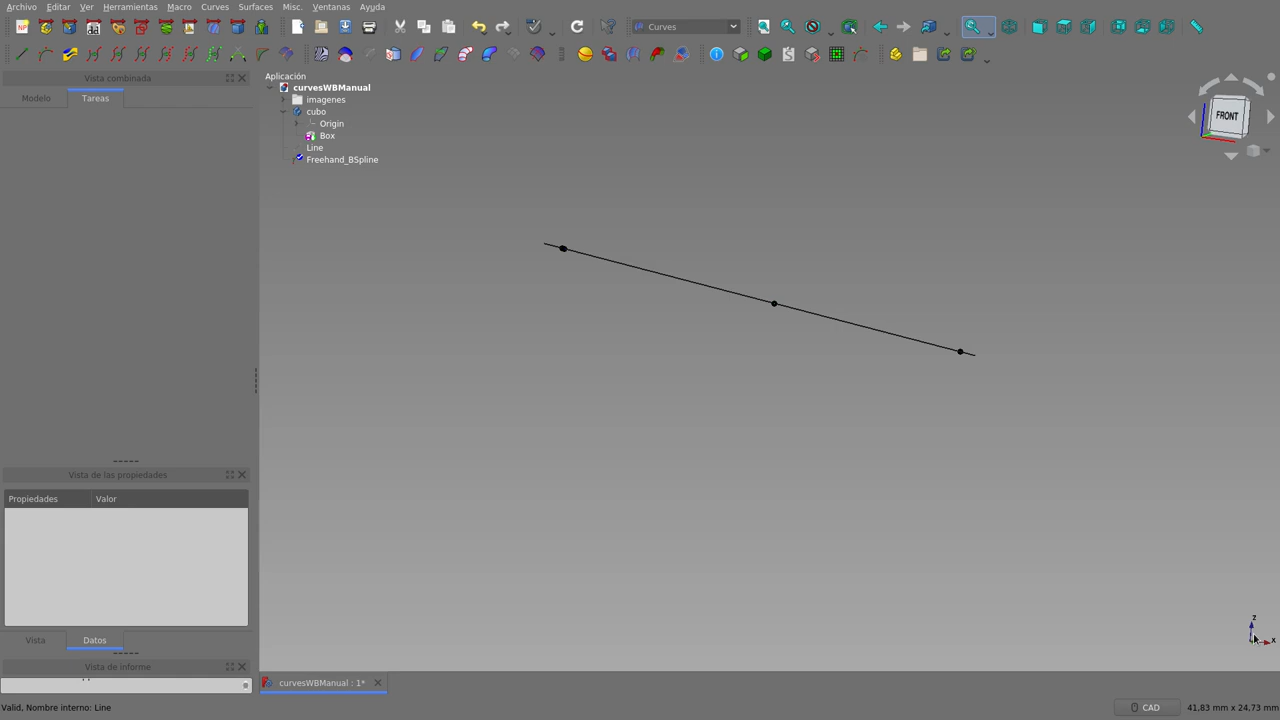 Archivo Editar Ver Herramientas Macro Curves Surfaces Misc. Ventanas Ayuda
Curves
Vista combinada
Modelo Tareas
Aplicación
curvesWBManual
imagenes
cubo
Origin
Box
Line
Freehand_BSpline
FRONT
Vista de las propiedades
Propiedades Valor
Vista Datos
Vista de informe
z
x
curvesWBManual : 1*
Valid, Nombre interno: Line
CAD
41,83 mm x 24,73 mm